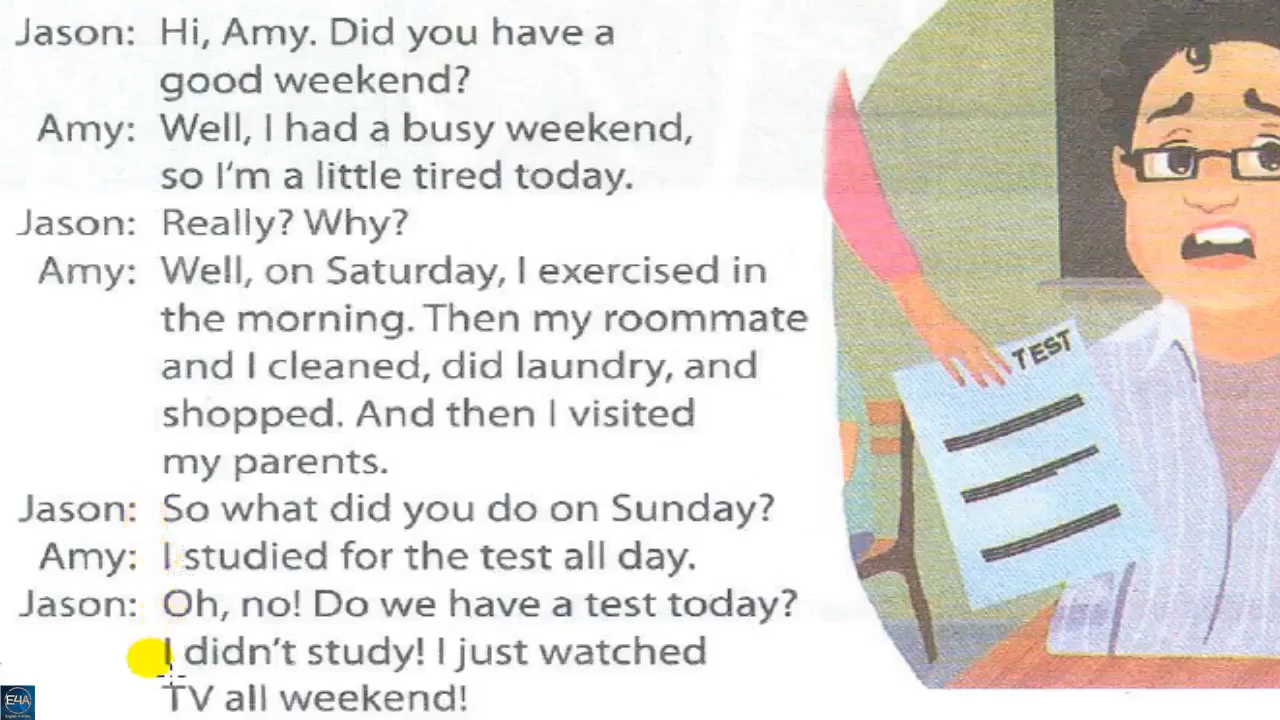 Jason: Hi, Amy. Did you have a
good weekend?
Amy: Well, I had a busy weekend,
so I'm a little tired today.
Jason: Really? Why?
Amy: Well, on Saturday, I exercised in
the morning. Then my roommate
and I cleaned, did laundry, and
shopped. And then I visited
my parents.
Jason: So what did you do on Sunday?
Amy: I studied for the test all day.
Jason: Oh, no! Do we have a test today?
I didn't study! I just watched
TV all weekend!
TEST
E4A